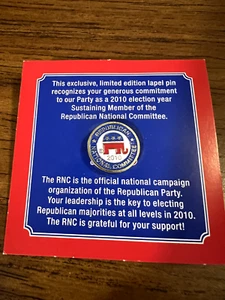 This exclusive, limited edition lapel pin
recognizes your generous commitment
to our Party as a 2010 election year
Sustaining Member of the
Republican National Committee.
REPUBLICAN
2010
NATIONAL COMMITTEE
The RNC is the official national campaign
organization of the Republican Party.
Your leadership is the key to electing
Republican majorities at all levels in 2010.
The RNC is grateful for your support!